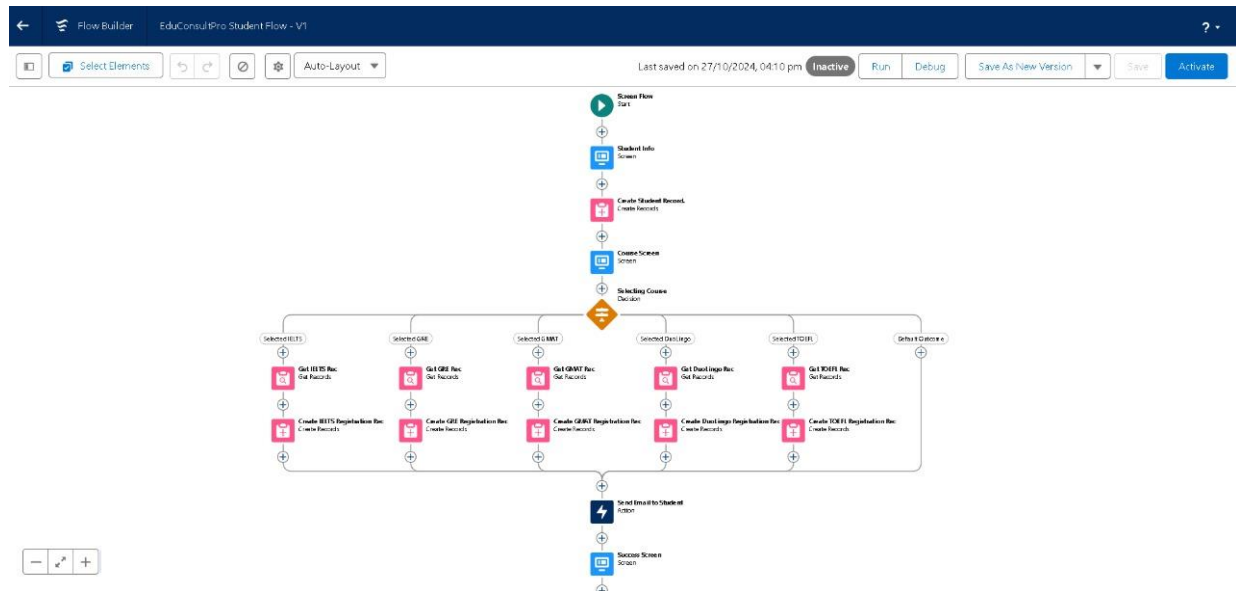 Flow Builder EduConsultPro Student Flow - V1 ?
Select Elements Auto-Layout Last saved on 27/10/2024, 04:10 pm Inactive Run Debug Save As New Version Save Activate
Screen Flow
Start
Student Info
Screen
Create Student Record.
Create Records
Course Screen
Screen
Selecting Course
Decision
Selected IELTS Selected GRE Selected GMAT Selected DuoLingo Selected TOEFL Default Outcome
Get IELTS Rec Get GRE Rec Get GMAT Rec Get DuoLingo Rec Get TOEFL Rec
Get Records Get Records Get Records Get Records Get Records
Create IELTS Registration Rec Create GRE Registration Rec Create GMAT Registration Rec Create DuoLingo Registration Rec Create TOEFL Registration Rec
Create Records Create Records Create Records Create Records Create Records
Send Email to Student
Action
Success Screen
Screen